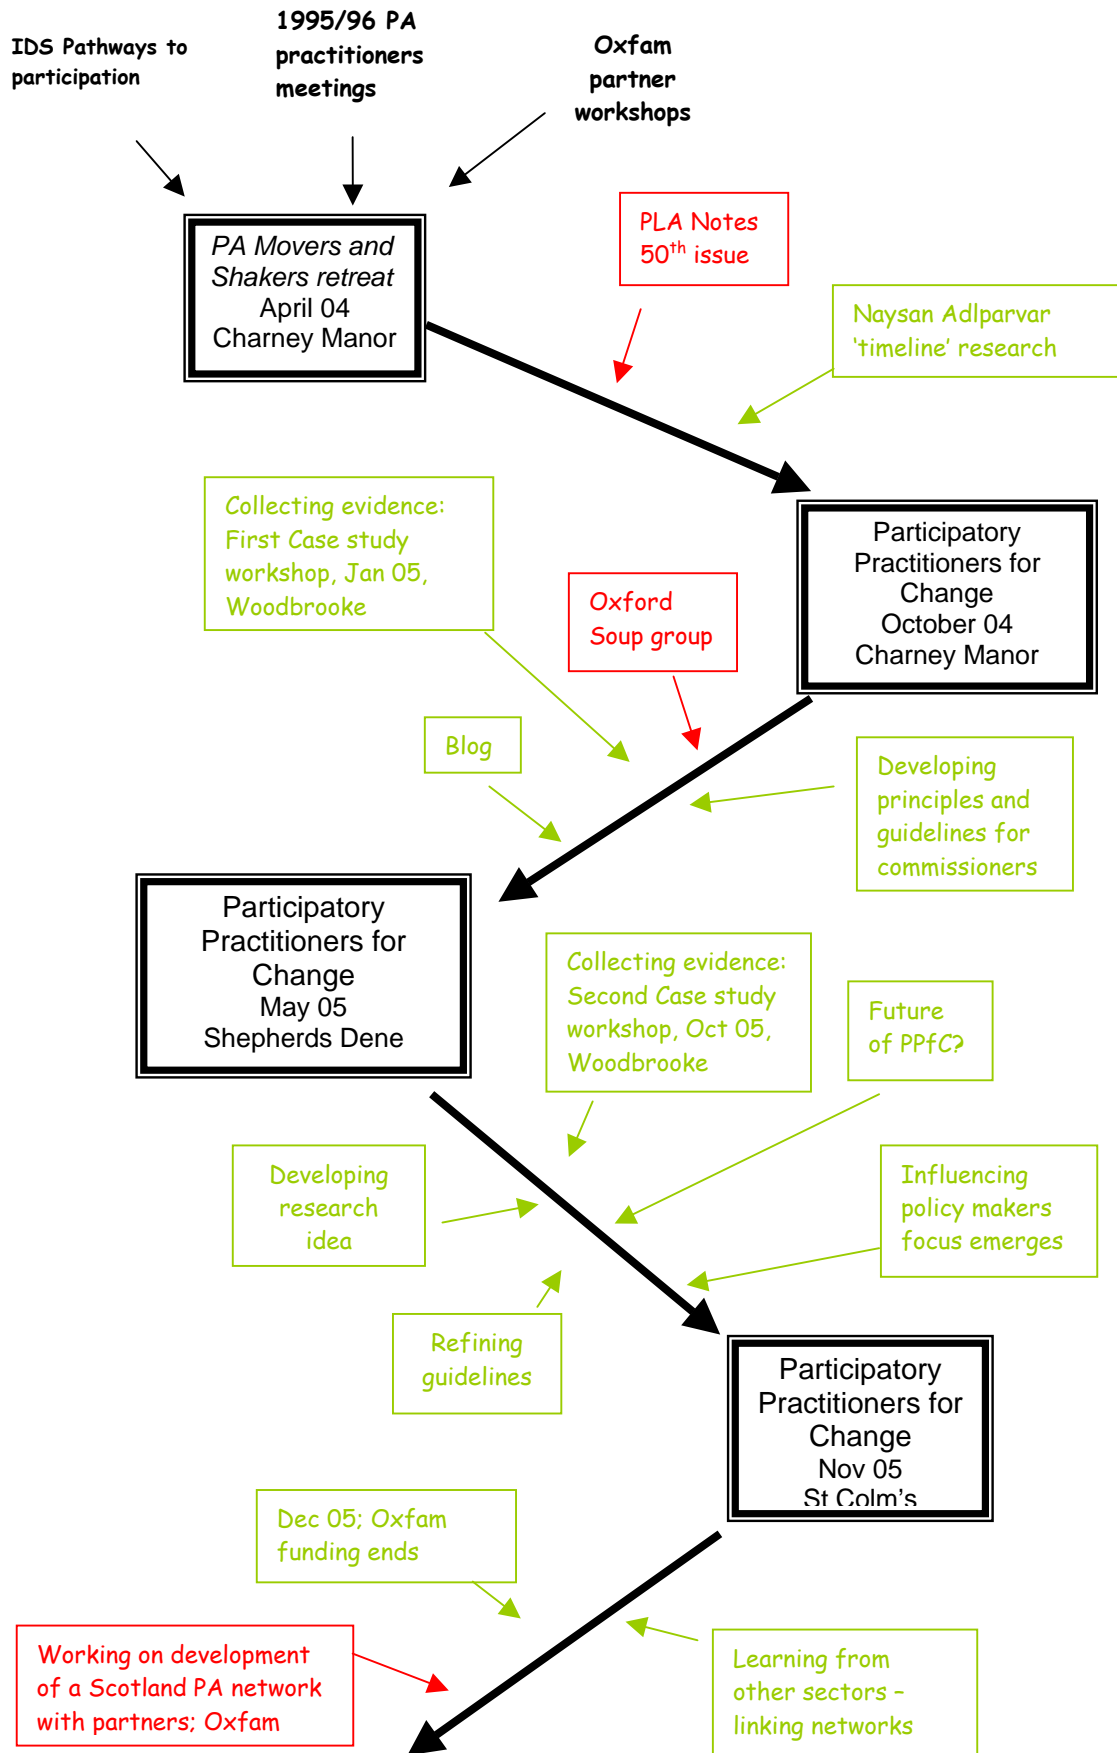 IDS Pathways to
participation
1995/96 PA
practitioners
meetings
Oxfam
partner
workshops
PA Movers and
Shakers retreat
April 04
Charney Manor
PLA Notes
50th issue
Naysan Adlparvar
‘timeline’ research
Collecting evidence:
First Case study
workshop, Jan 05,
Woodbrooke
Oxford
Soup group
Participatory
Practitioners for
Change
October 04
Charney Manor
Blog
Developing
principles and
guidelines for
commissioners
Participatory
Practitioners for
Change
May 05
Shepherds Dene
Collecting evidence:
Second Case study
workshop, Oct 05,
Woodbrooke
Future
of PPfC?
Developing
research
idea
Influencing
policy makers
focus emerges
Refining
guidelines
Participatory
Practitioners for
Change
Nov 05
St Colm’s
Dec 05; Oxfam
funding ends
Working on development
of a Scotland PA network
with partners; Oxfam
Learning from
other sectors –
linking networks